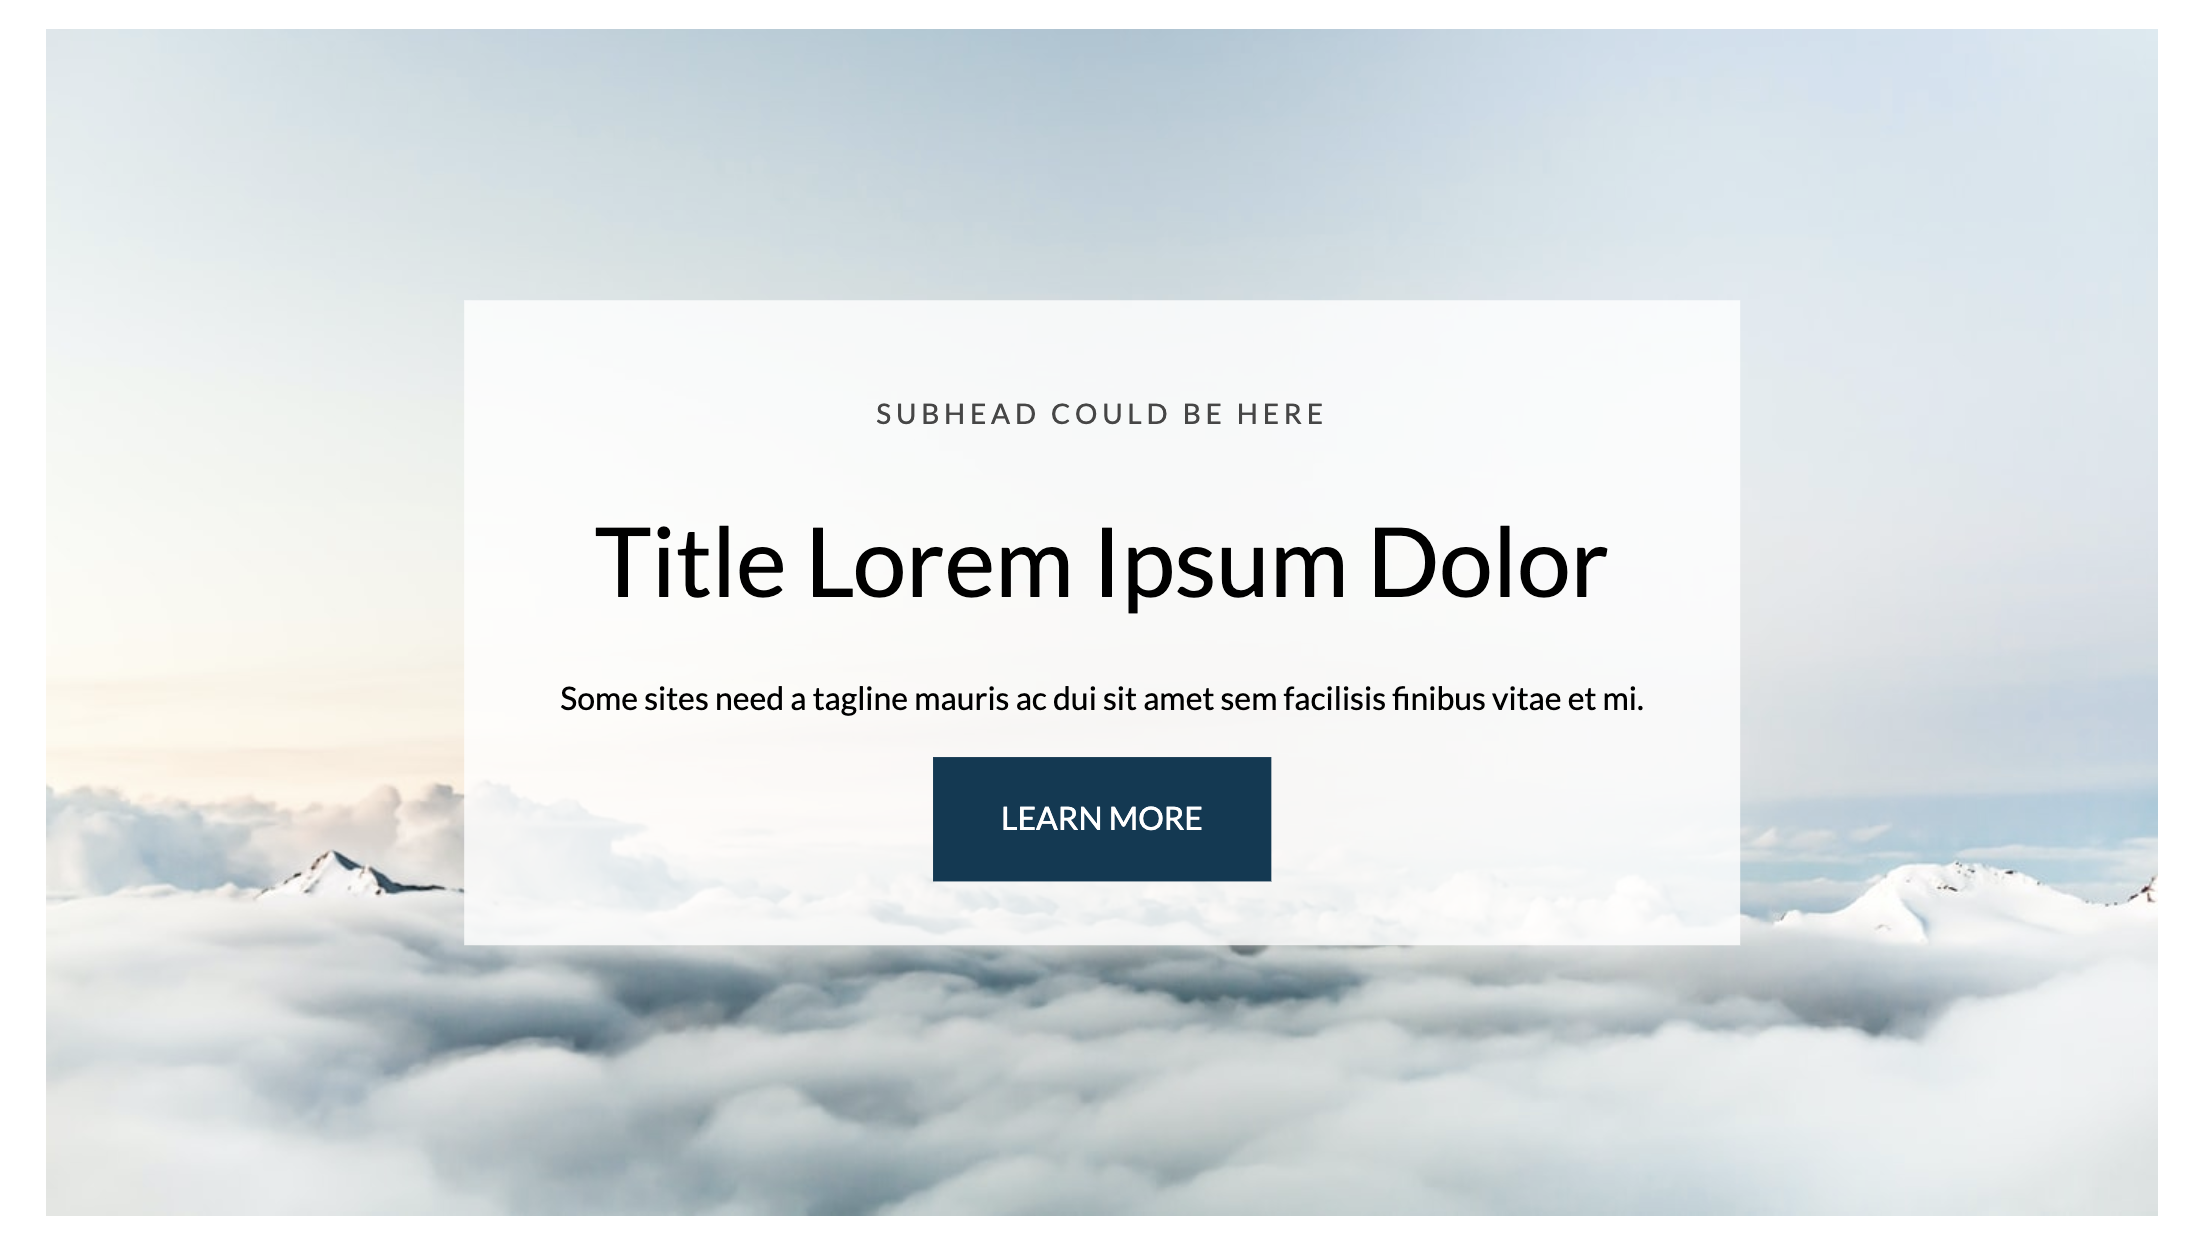 SUBHEAD COULD BE HERE
Title Lorem Ipsum Dolor
Some sites need a tagline mauris ac dui sit amet sem facilisis finibus vitae et mi.
LEARN MORE